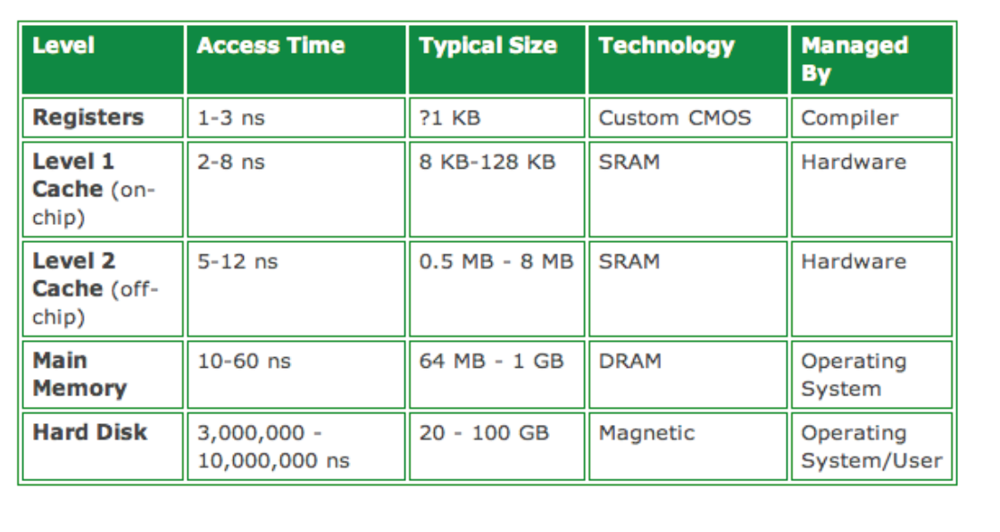 Level Access Time Typical Size Technology Managed
By
Registers 1-3 ns ?1 KB Custom CMOS Compiler
Level 1 2-8 ns 8 KB-128 KB SRAM Hardware
Cache (on-
chip)
Level 2 5-12 ns 0.5 MB - 8 MB SRAM Hardware
Cache (off-
chip)
Main 10-60 ns 64 MB - 1 GB DRAM Operating
Memory System
Hard Disk 3,000,000 - 20 - 100 GB Magnetic Operating
10,000,000 ns System/User